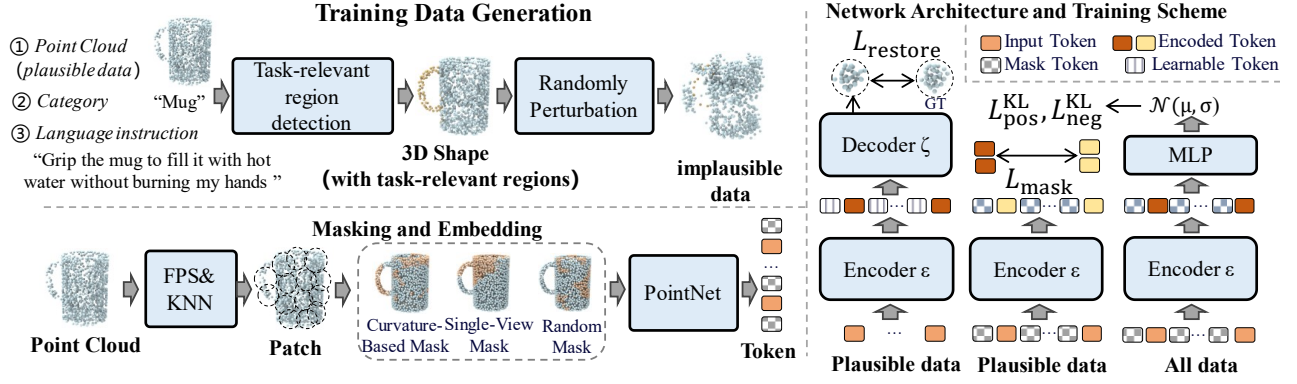 Training Data Generation
① Point Cloud
(plausible data)
② Category
③ Language instruction
“Grip the mug to fill it with hot
water without burning my hands ”
“Mug”
Task-relevant
region
detection
3D Shape
(with task-relevant regions)
Randomly
Perturbation
implausible
data
Masking and Embedding
Point Cloud
FPS&
KNN
Patch
Curvature-
Based Mask
Single-View
Mask
Random
Mask
PointNet
...
Token
Network Architecture and Training Scheme
Input Token
Encoded Token
Mask Token
Learnable Token
L_restore
GT
Decoder ζ
L_pos^KL, L_neg^KL
𝒩(μ, σ)
MLP
L_mask
...
...
...
Encoder ε
Encoder ε
Encoder ε
...
...
...
Plausible data
Plausible data
All data